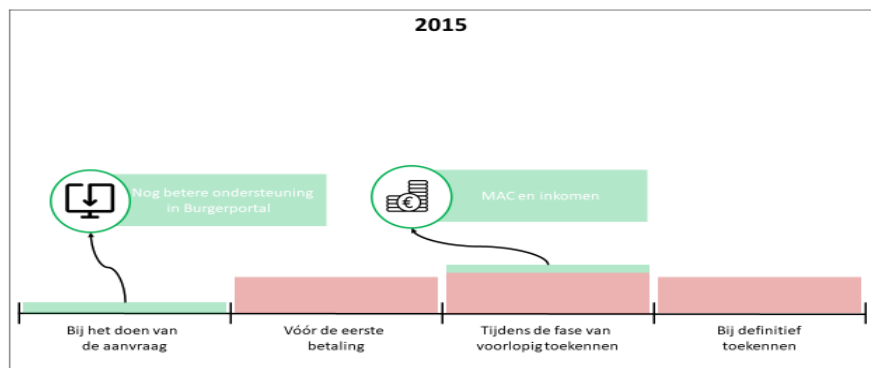 2015
Nog betere ondersteuning
in Burgerportal
MAC en inkomen
€
Bij het doen van
de aanvraag
Vóór de eerste
betaling
Tijdens de fase van
voorlopig toekennen
Bij definitief
toekennen